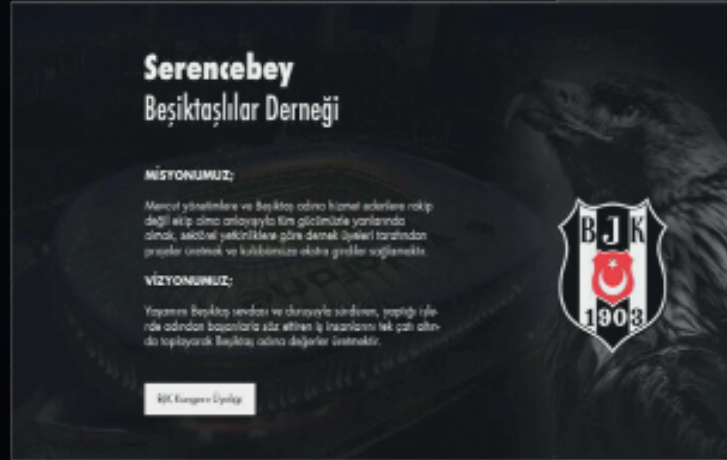 Serencebey
Beşiktaşlılar Derneği
MİSYONUMUZ;
Mevcut yönetimlere ve Beşiktaş adına hizmet edenlere rakip
değil ekip olma anlayışıyla tüm gücümüzle yanlarında
olmak, sektörel yetkinliklere göre dernek üyeleri tarafından
projeler üretmek ve kulübümüze ekstra girdiler sağlamaktır.
VİZYONUMUZ;
Yaşamını Beşiktaş sevdası ve duruşuyla sürdüren, yaptığı işle-
rde adından başarılarla söz ettiren iş insanlarını tek çatı altın-
da toplayarak Beşiktaş adına değerler üretmektir.
BJK Kongre Üyeliği
BJK
1903